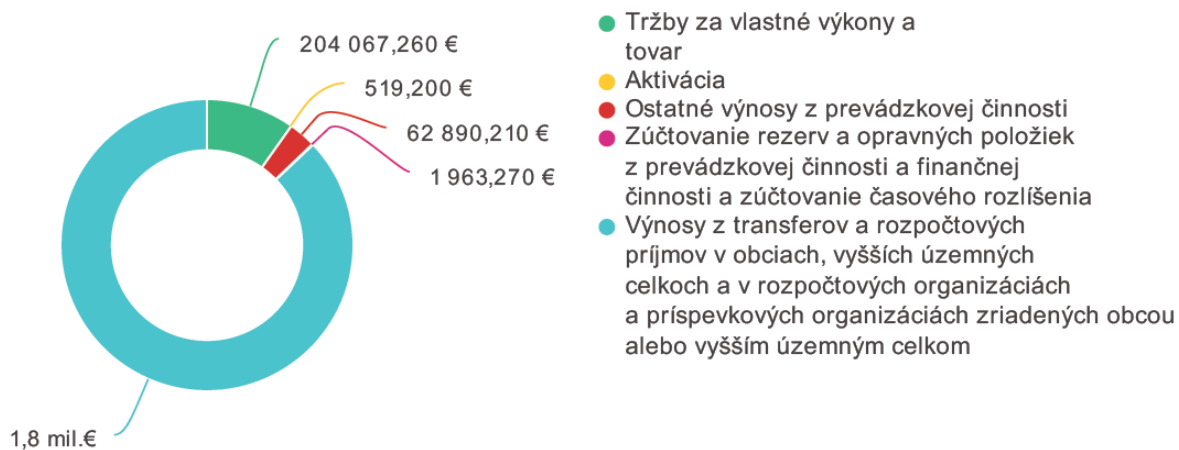 204 067,260 €
519,200 €
62 890,210 €
1 963,270 €
1,8 mil.€
Tržby za vlastné výkony a
tovar
Aktivácia
Ostatné výnosy z prevádzkovej činnosti
Zúčtovanie rezerv a opravných položiek
z prevádzkovej činnosti a finančnej
činnosti a zúčtovanie časového rozlíšenia
Výnosy z transferov a rozpočtových
príjmov v obciach, vyšších územných
celkoch a v rozpočtových organizáciách
a príspevkových organizáciách zriadených obcou
alebo vyšším územným celkom